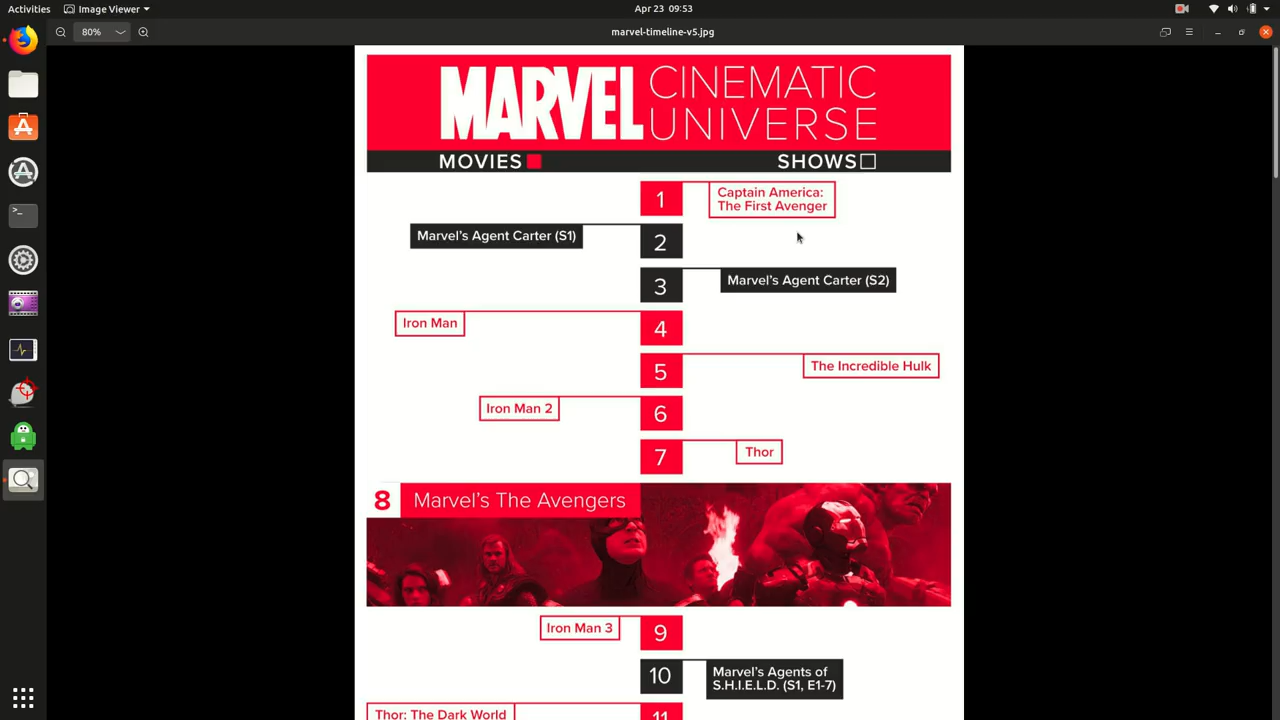 Activities Image Viewer Apr 23 09:53
80% marvel-timeline-v5.jpg
MARVEL CINEMATIC
UNIVERSE
MOVIES SHOWS
1 Captain America:
The First Avenger
Marvel's Agent Carter (S1) 2
3 Marvel's Agent Carter (S2)
Iron Man 4
5 The Incredible Hulk
Iron Man 2 6
7 Thor
8 Marvel's The Avengers
Iron Man 3 9
10 Marvel's Agents of
S.H.I.E.L.D. (S1, E1-7)
Thor: The Dark World 11